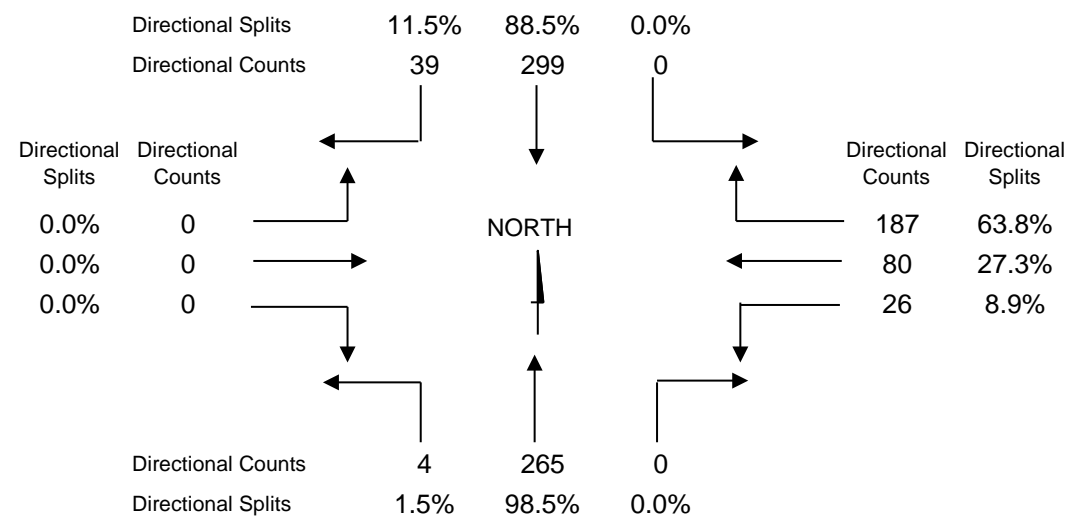 Directional Splits 11.5% 88.5% 0.0%
Directional Counts 39 299 0
Directional Directional Directional Directional
Splits Counts Counts Splits
0.0% 0 187 63.8%
NORTH
0.0% 0 80 27.3%
0.0% 0 26 8.9%
Directional Counts 4 265 0
Directional Splits 1.5% 98.5% 0.0%